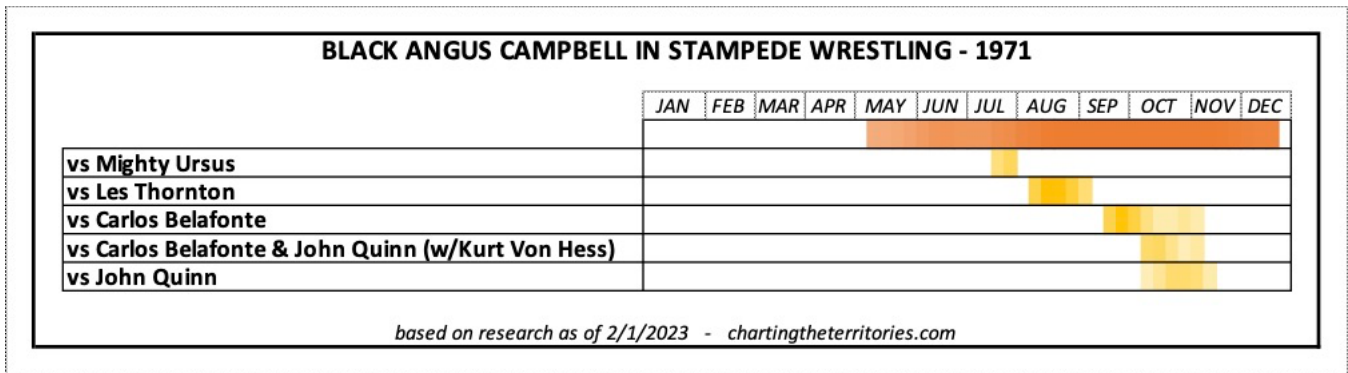 BLACK ANGUS CAMPBELL IN STAMPEDE WRESTLING - 1971
JAN FEB MAR APR MAY JUN JUL AUG SEP OCT NOV DEC
vs Mighty Ursus
vs Les Thornton
vs Carlos Belafonte
vs Carlos Belafonte & John Quinn (w/Kurt Von Hess)
vs John Quinn
based on research as of 2/1/2023 - chartingtheterritories.com